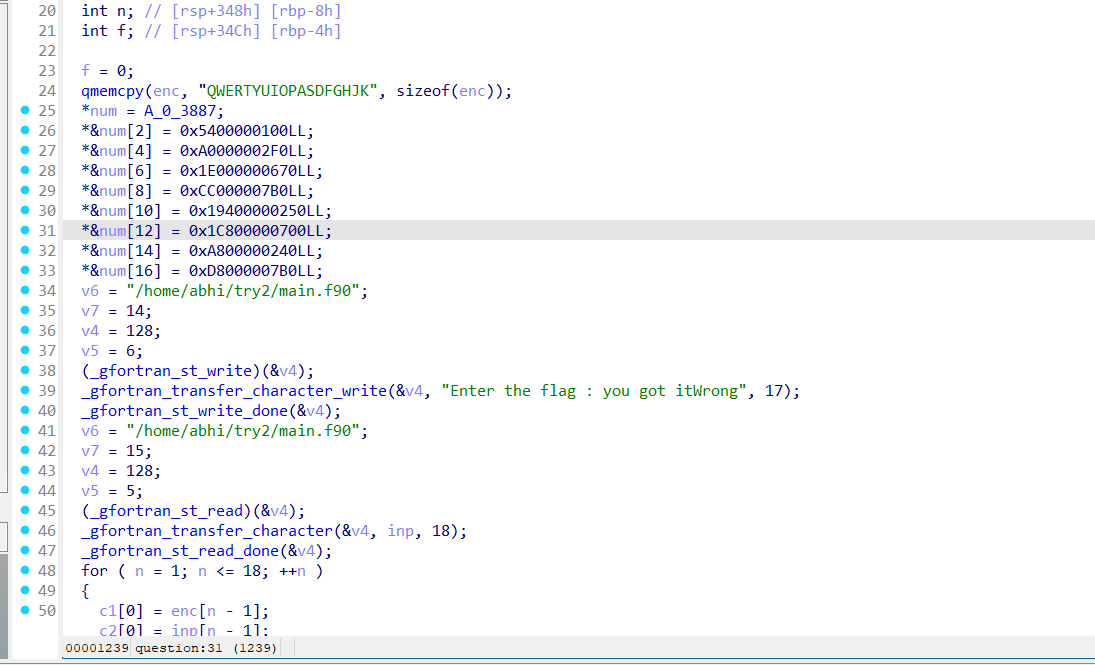 20 int n; // [rsp+348h] [rbp-8h]
21 int f; // [rsp+34Ch] [rbp-4h]
22
23 f = 0;
24 qmemcpy(enc, "QWERTYUIOPASDFGHJK", sizeof(enc));
25 *num = A_0_3887;
26 *&num[2] = 0x5400000100LL;
27 *&num[4] = 0xA0000002F0LL;
28 *&num[6] = 0x1E000000670LL;
29 *&num[8] = 0xCC000007B0LL;
30 *&num[10] = 0x19400000250LL;
31 *&num[12] = 0x1C800000700LL;
32 *&num[14] = 0xA800000240LL;
33 *&num[16] = 0xD8000007B0LL;
34 v6 = "/home/abhi/try2/main.f90";
35 v7 = 14;
36 v4 = 128;
37 v5 = 6;
38 (_gfortran_st_write)(&v4);
39 _gfortran_transfer_character_write(&v4, "Enter the flag : you got itWrong", 17);
40 _gfortran_st_write_done(&v4);
41 v6 = "/home/abhi/try2/main.f90";
42 v7 = 15;
43 v4 = 128;
44 v5 = 5;
45 (_gfortran_st_read)(&v4);
46 _gfortran_transfer_character(&v4, inp, 18);
47 _gfortran_st_read_done(&v4);
48 for ( n = 1; n <= 18; ++n )
49 {
50 c1[0] = enc[n - 1];
c2[0] = inp[n - 1];
00001239 question:31 (1239)